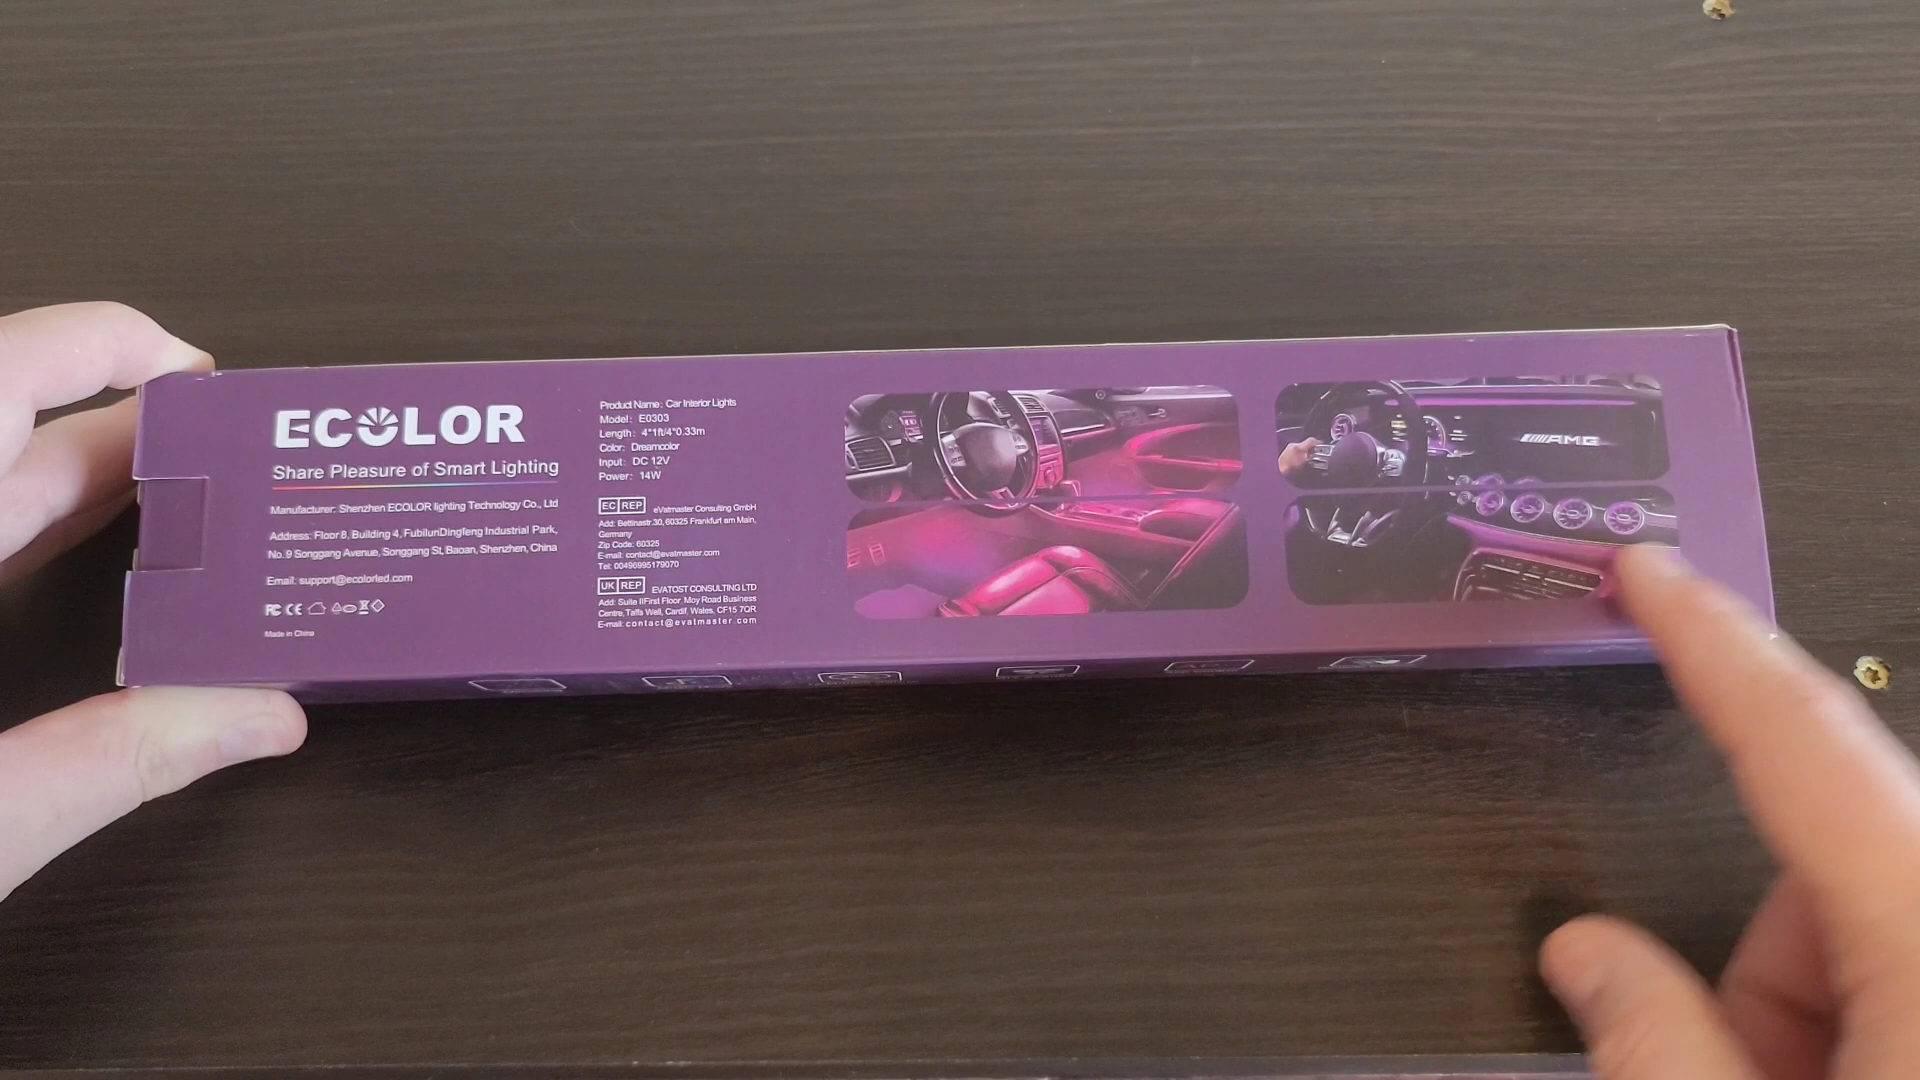 ECOLOR
Share Pleasure of Smart Lighting
Manufacturer: Shenzhen ECOLOR lighting Technology Co., Ltd
Address: Floor 8, Building 4, FubilunDingfeng Industrial Park,
No. 9 Songgang Avenue, Songgang St, Baoan, Shenzhen, China
Email: support@ecolorled.com
FC CE
Made in China
Product Name: Car Interior Lights
Model: E0303
Length: 4*1ft/4*0.33m
Color: Dreamcolor
Input: DC 12V
Power: 14W
EC REP eVatmaster Consulting GmbH
Add: Bettinastr.30, 60325 Frankfurt am Main,
Germany
Zip Code: 60325
E-mail: contact@evatmaster.com
Tel: 00496995179070
UK REP EVATOST CONSULTING LTD
Add: Suite IIFirst Floor, Moy Road Business
Centre, Taffs Well, Cardif, Wales, CF15 7QR
E-mail: contact@evatmaster.com
AMG